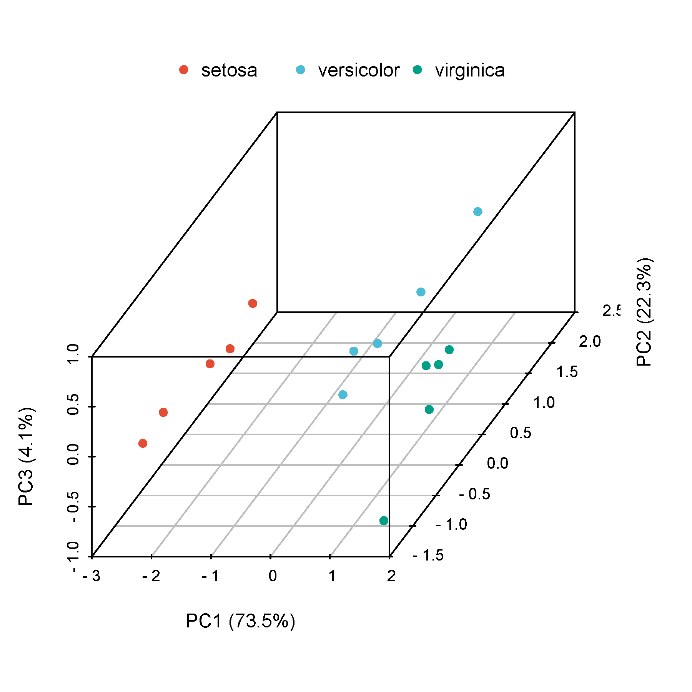 setosa versicolor virginica
2.5
2.0
1.5
1.0
0.5
0.0
- 0.5
- 1.0
- 1.5
PC2 (22.3%)
1.0
0.5
0.0
- 0.5
- 1.0
PC3 (4.1%)
- 3 - 2 - 1 0 1 2
PC1 (73.5%)